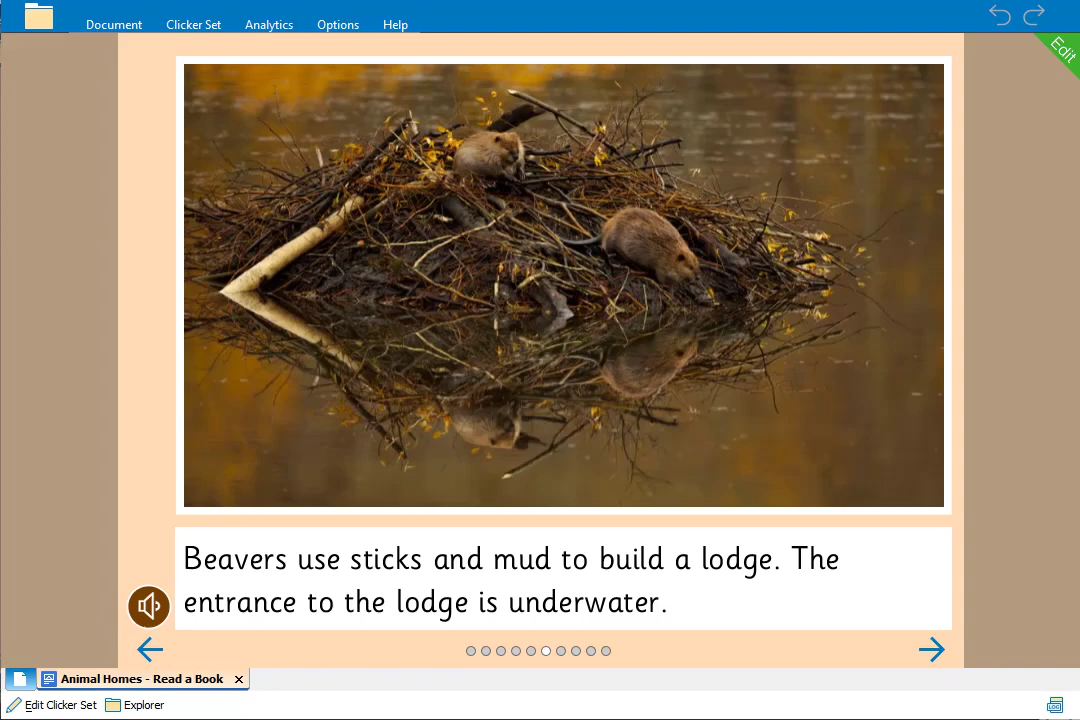 Document Clicker Set Analytics Options Help
Edit
Beavers use sticks and mud to build a lodge. The
entrance to the lodge is underwater.
Animal Homes - Read a Book
Edit Clicker Set Explorer
LOG